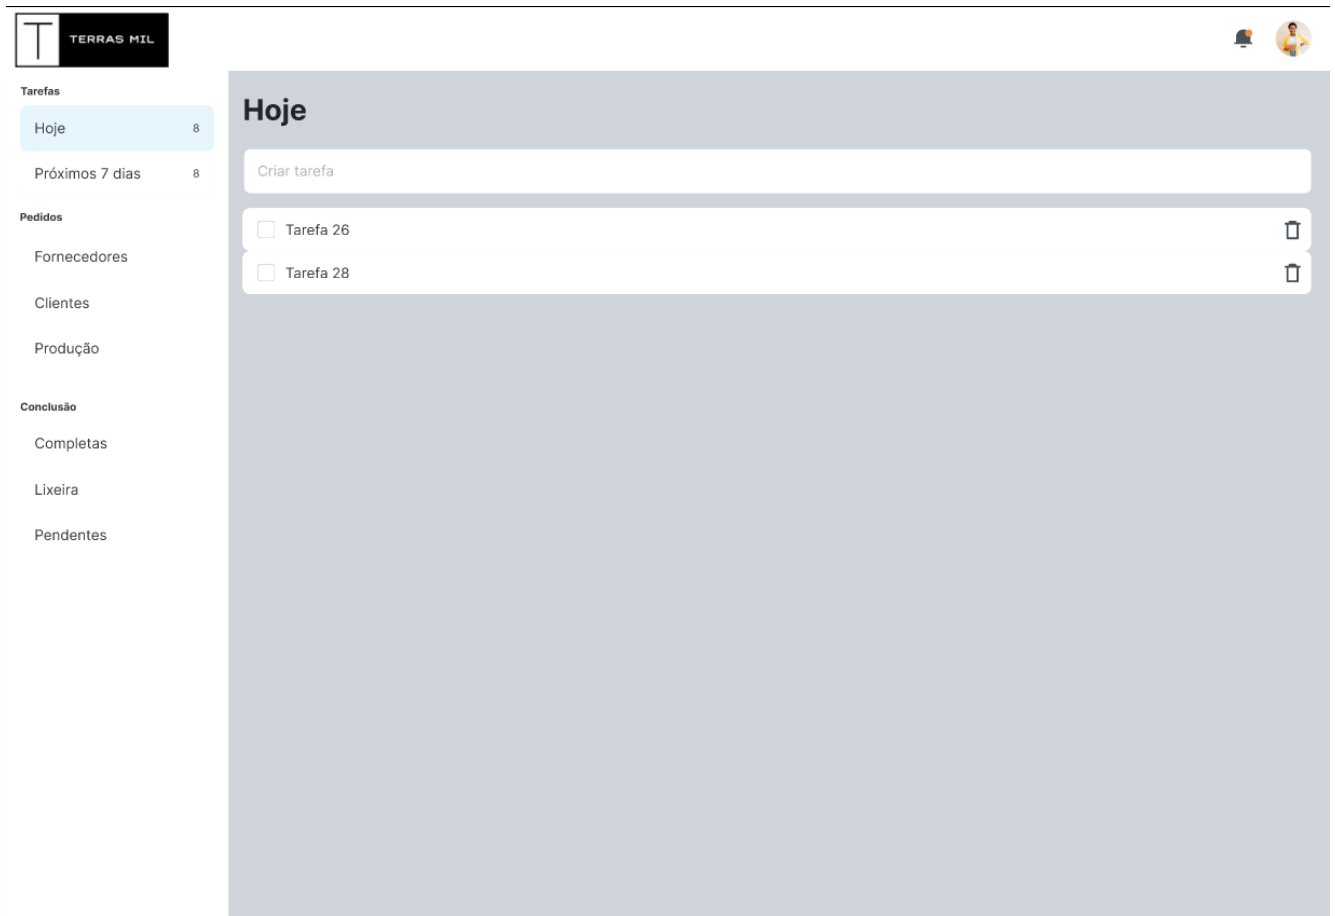 T TERRAS MIL
Tarefas
Hoje 8
Próximos 7 dias 8
Pedidos
Fornecedores
Clientes
Produção
Conclusão
Completas
Lixeira
Pendentes
Hoje
Criar tarefa
Tarefa 26
Tarefa 28